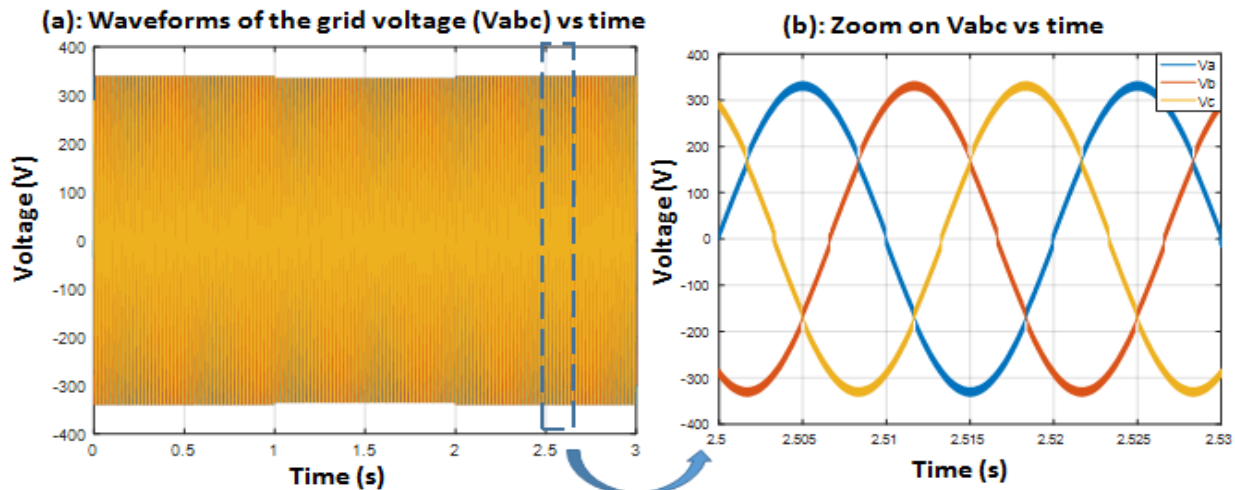 (a): Waveforms of the grid voltage (Vabc) vs time
400
300
200
100
0
-100
-200
-300
-400
Voltage (V)
0 0.5 1 1.5 2 2.5 3
Time (s)
(b): Zoom on Vabc vs time
400
300
200
100
0
-100
-200
-300
-400
Voltage (V)
Va
Vb
Vc
2.5 2.505 2.51 2.515 2.52 2.525 2.53
Time (s)